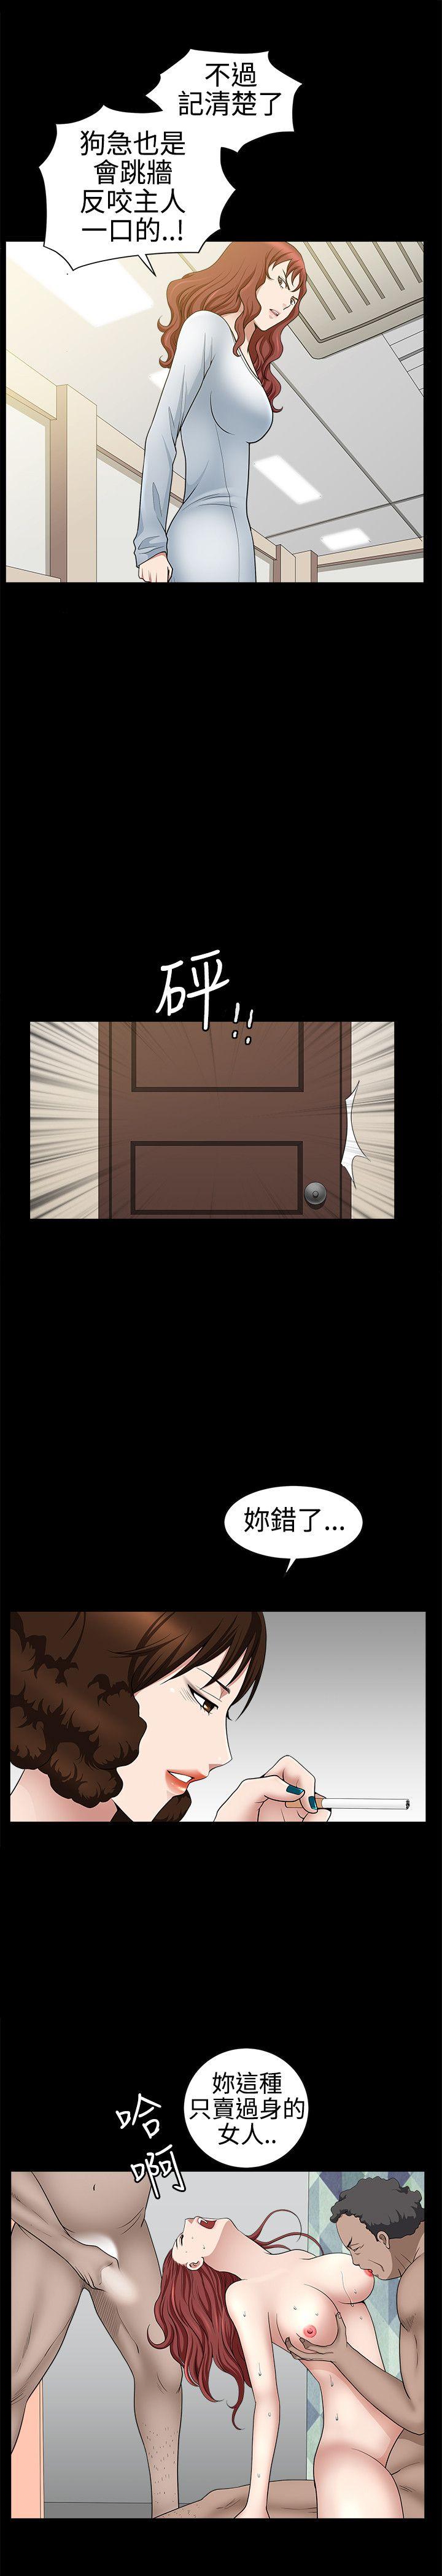 不過
記清楚了
狗急也是
會跳牆
反咬主人
一口的..!
砰!!
妳錯了...
妳這種
只賣過身的
女人..
哈
啊